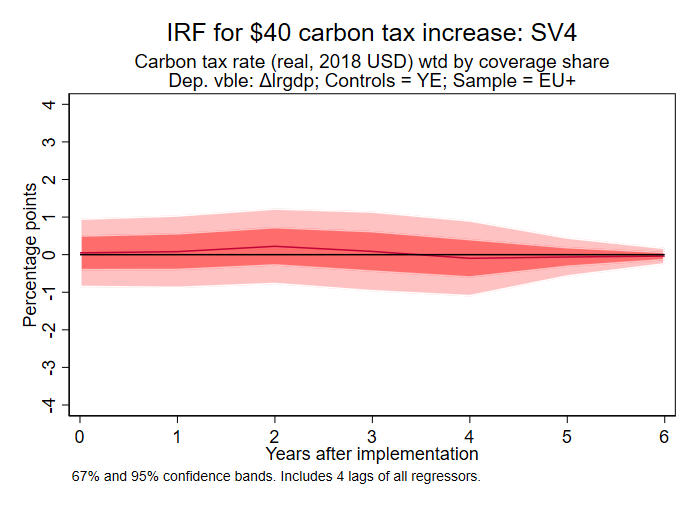 IRF for $40 carbon tax increase: SV4
Carbon tax rate (real, 2018 USD) wtd by coverage share
Dep. vble: Δlrgdp; Controls = YE; Sample = EU+
Percentage points
4
3
2
1
0
-1
-2
-3
-4
0 1 2 3 4 5 6
Years after implementation
67% and 95% confidence bands. Includes 4 lags of all regressors.